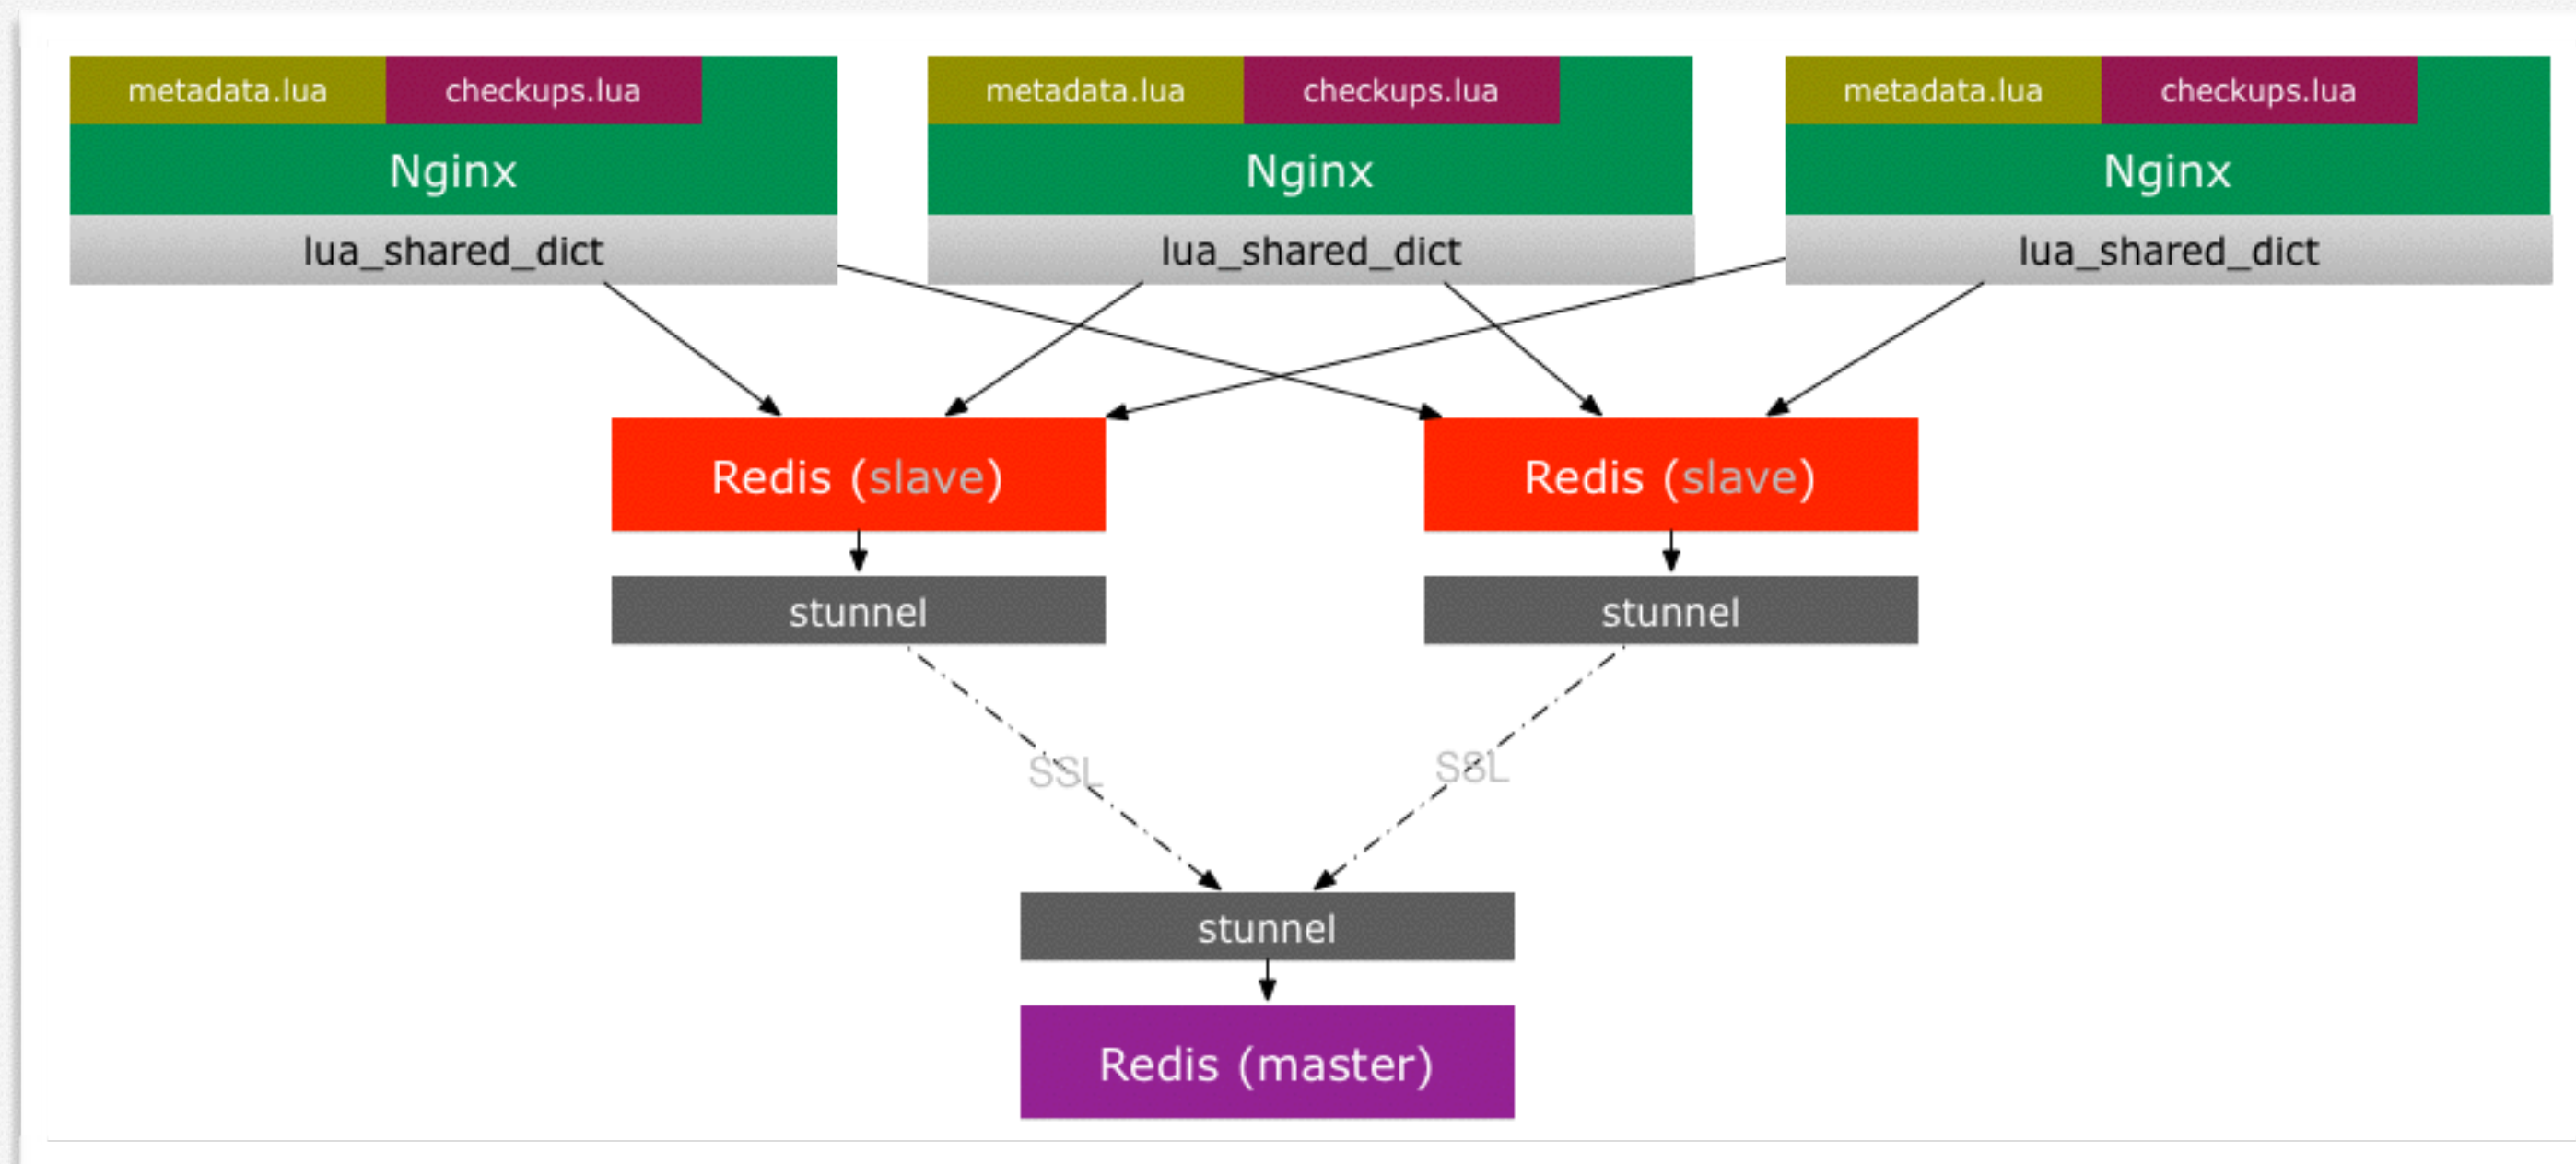 metadata.lua checkups.lua
Nginx
lua_shared_dict
metadata.lua checkups.lua
Nginx
lua_shared_dict
metadata.lua checkups.lua
Nginx
lua_shared_dict
Redis (slave)
Redis (slave)
stunnel
stunnel
SSL
SSL
stunnel
Redis (master)